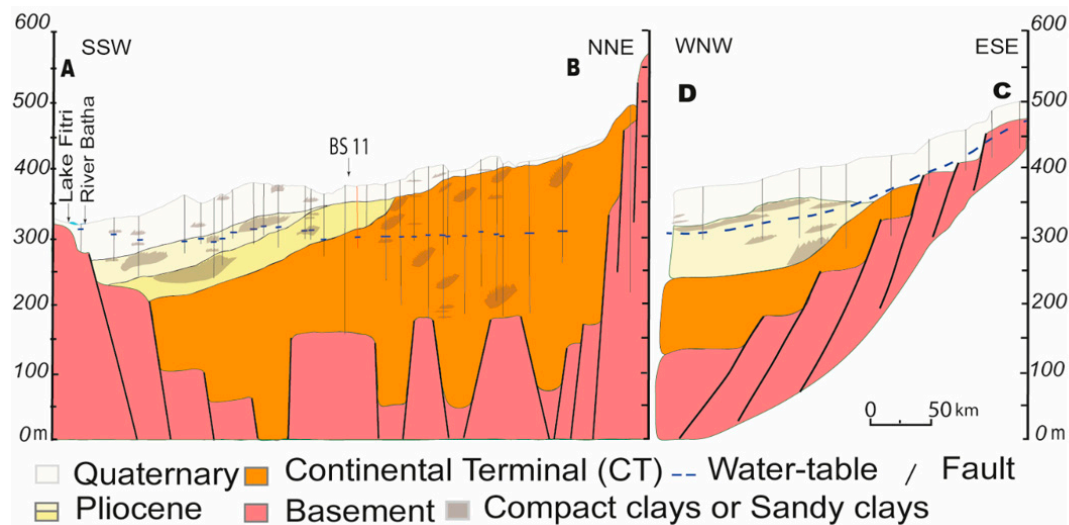 600
500
400
300
200
100
0m
SSW
NNE
A
B
Lake Fitri
River Batha
BS 11
WNW
ESE
D
C
600
500
400
300
200
100
0m
0 50 km
Quaternary Continental Terminal (CT) Water-table Fault
Pliocene Basement Compact clays or Sandy clays